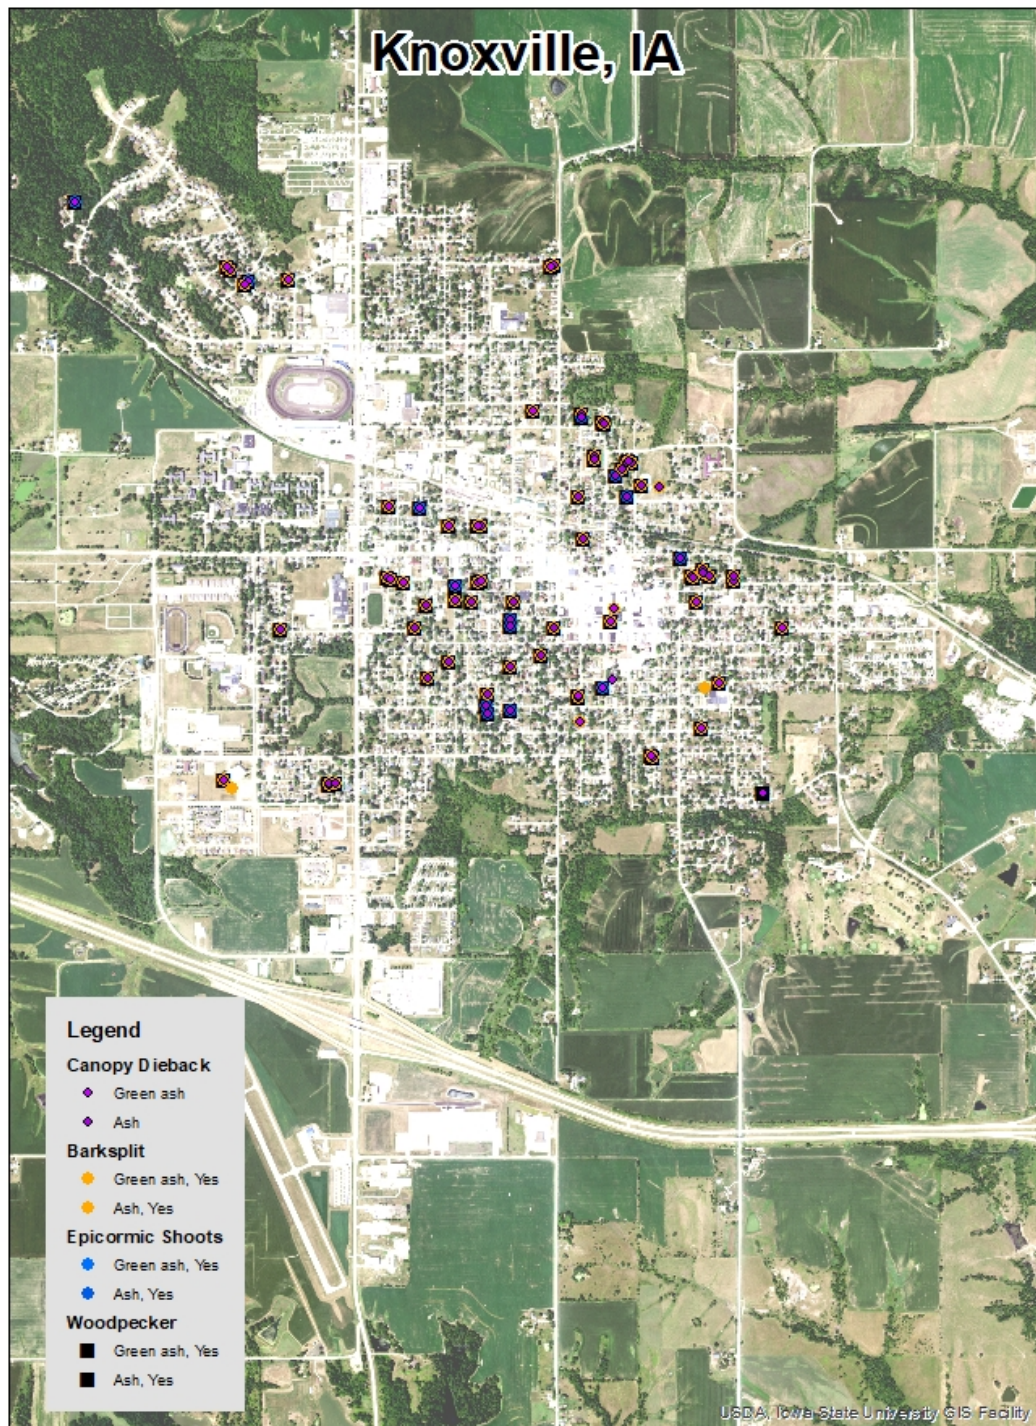 Knoxville, IA
Legend
Canopy Dieback
Green ash
Ash
Barksplit
Green ash, Yes
Ash, Yes
Epicormic Shoots
Green ash, Yes
Ash, Yes
Woodpecker
Green ash, Yes
Ash, Yes
USDA, Iowa State University GIS Facility